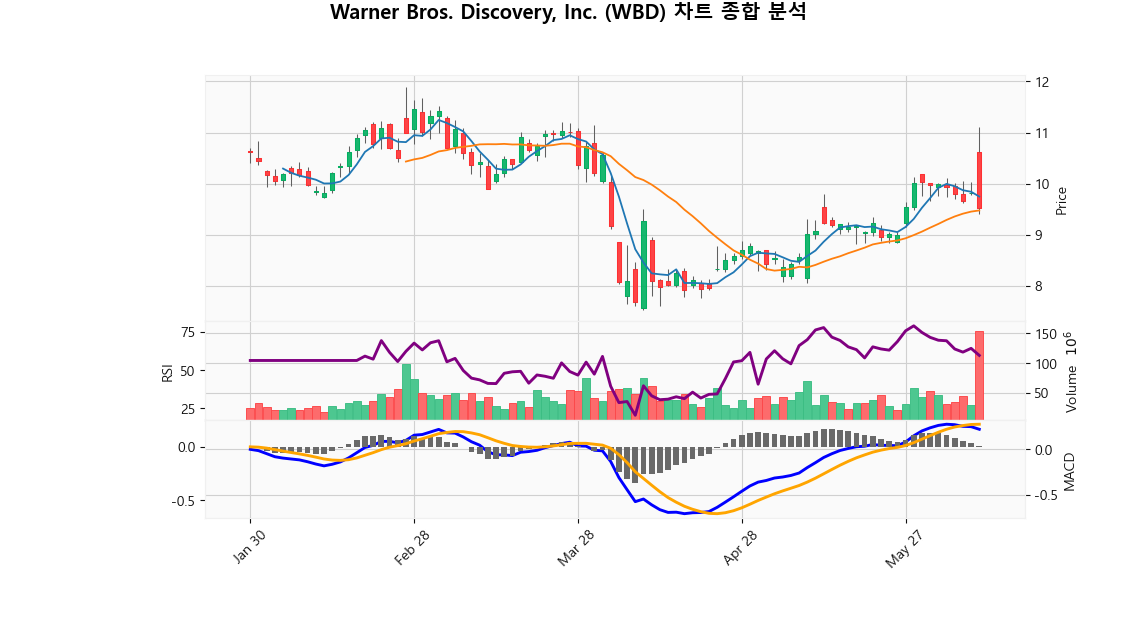 Warner Bros. Discovery, Inc. (WBD) 차트 종합 분석
12
11
10
9
8
Price
75
50
25
RSI
150
100
50
Volume 10^6
0.0
-0.5
0.0
-0.5
MACD
Jan 30
Feb 28
Mar 28
Apr 28
May 27